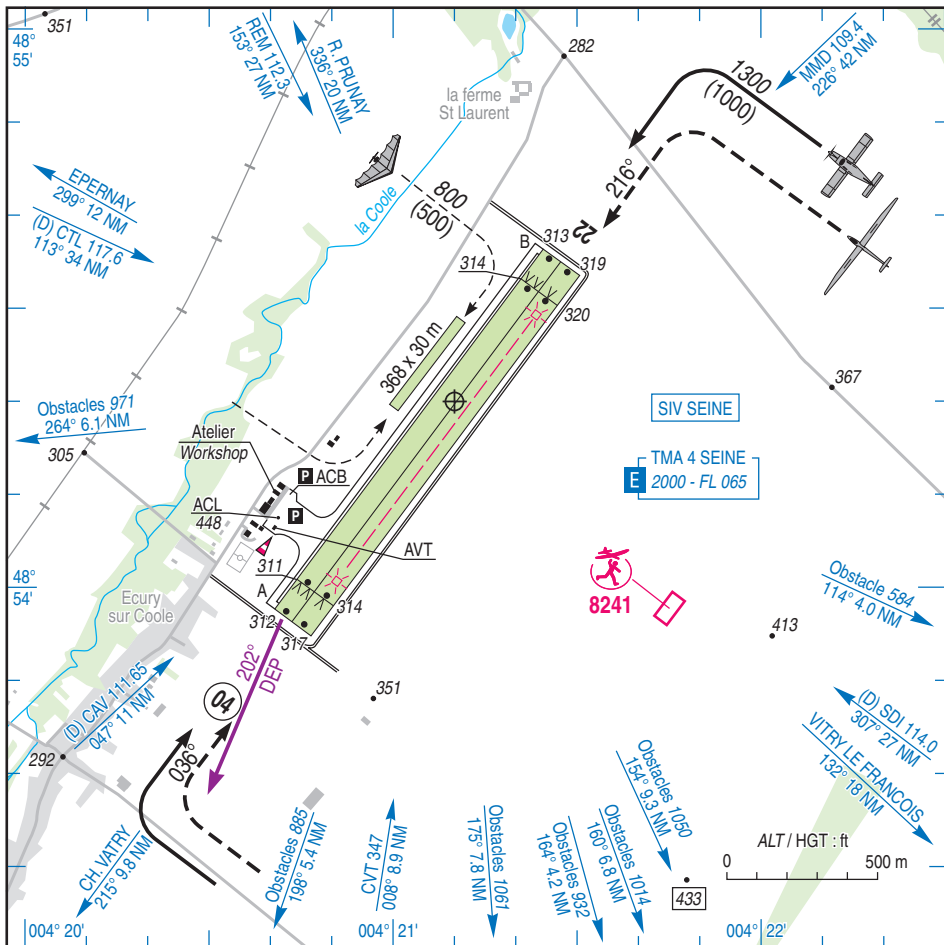 351
48°
55'
REM 112.3
153° 27 NM
R. PRUNAY
336° 20 NM
282
la ferme
St Laurent
1300
(1000)
MMD 109.4
226° 42 NM
EPERNAY
299° 12 NM
(D) CTL 117.6
113° 34 NM
la Coole
800
(500)
216°
22
B
313
314
319
320
368 x 30 m
367
Obstacles 971
264° 6.1 NM
305
SIV SEINE
TMA 4 SEINE
E
2000 - FL 065
Atelier
Workshop
P ACB
ACL
448
P
AVT
311
A
312
314
317
48°
54'
Ecury
sur Coole
8241
Obstacle 584
114° 4.0 NM
413
202°
DEP
351
04
036°
(D) CAV 111.65
047° 11 NM
292
(D) SDI 114.0
307° 27 NM
VITRY LE FRANCOIS
132° 18 NM
CH. VATRY
215° 9.8 NM
Obstacles 885
198° 5.4 NM
CVT 347
008° 8.9 NM
Obstacles 1061
175° 7.8 NM
Obstacles 932
164° 4.2 NM
Obstacles 1014
160° 6.8 NM
Obstacles 1050
154° 9.3 NM
433
ALT / HGT : ft
0
500 m
004° 20'
004° 21'
004° 22'